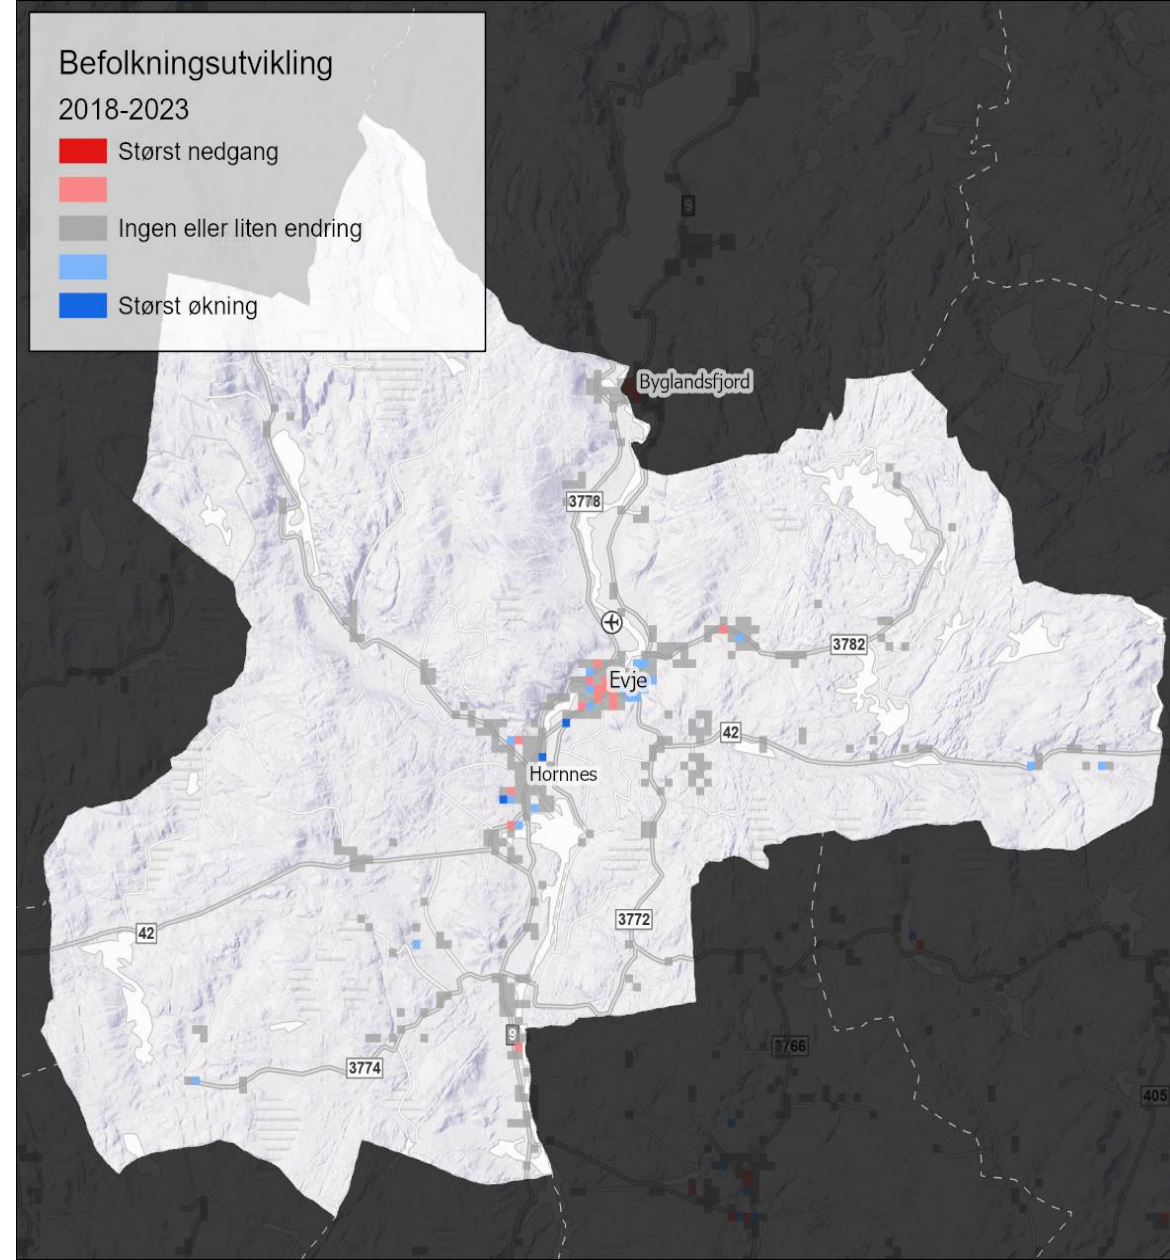 Befolkningsutvikling
2018-2023
Størst nedgang
Ingen eller liten endring
Størst økning
9
Byglandsfjord
3778
3782
Evje
42
Hornnes
3772
42
9
3766
3774
405